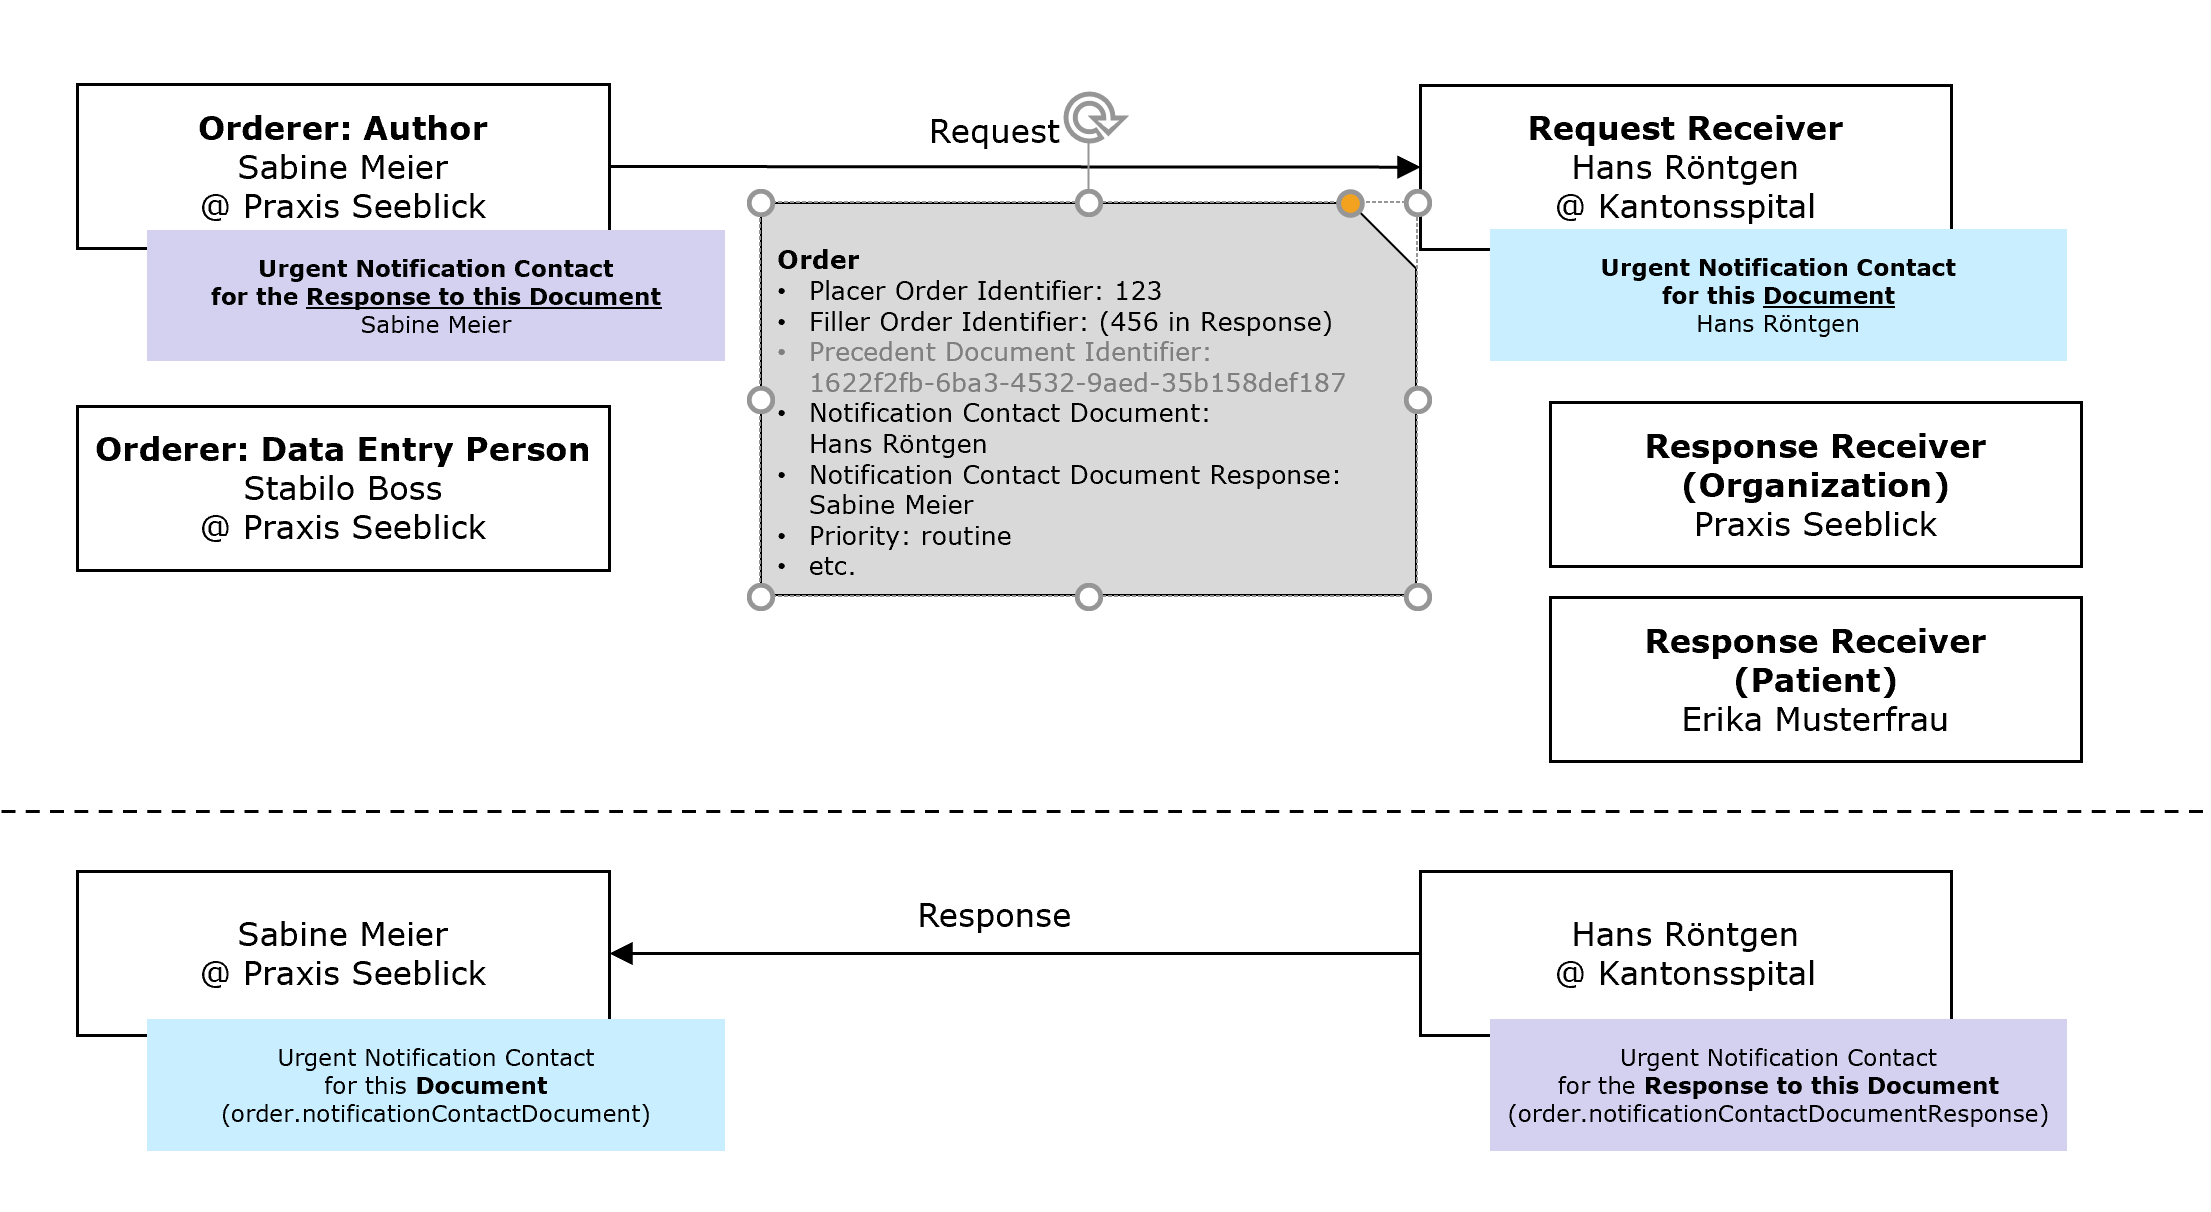 Orderer: Author
Sabine Meier
@ Praxis Seeblick
Urgent Notification Contact
for the Response to this Document
Sabine Meier
Orderer: Data Entry Person
Stabilo Boss
@ Praxis Seeblick
Request
Order
• Placer Order Identifier: 123
• Filler Order Identifier: (456 in Response)
• Precedent Document Identifier:
1622f2fb-6ba3-4532-9aed-35b158def187
• Notification Contact Document:
Hans Röntgen
• Notification Contact Document Response:
Sabine Meier
• Priority: routine
• etc.
Request Receiver
Hans Röntgen
@ Kantonsspital
Urgent Notification Contact
for this Document
Hans Röntgen
Response Receiver
(Organization)
Praxis Seeblick
Response Receiver
(Patient)
Erika Musterfrau
Sabine Meier
@ Praxis Seeblick
Urgent Notification Contact
for this Document
(order.notificationContactDocument)
Response
Hans Röntgen
@ Kantonsspital
Urgent Notification Contact
for the Response to this Document
(order.notificationContactDocumentResponse)